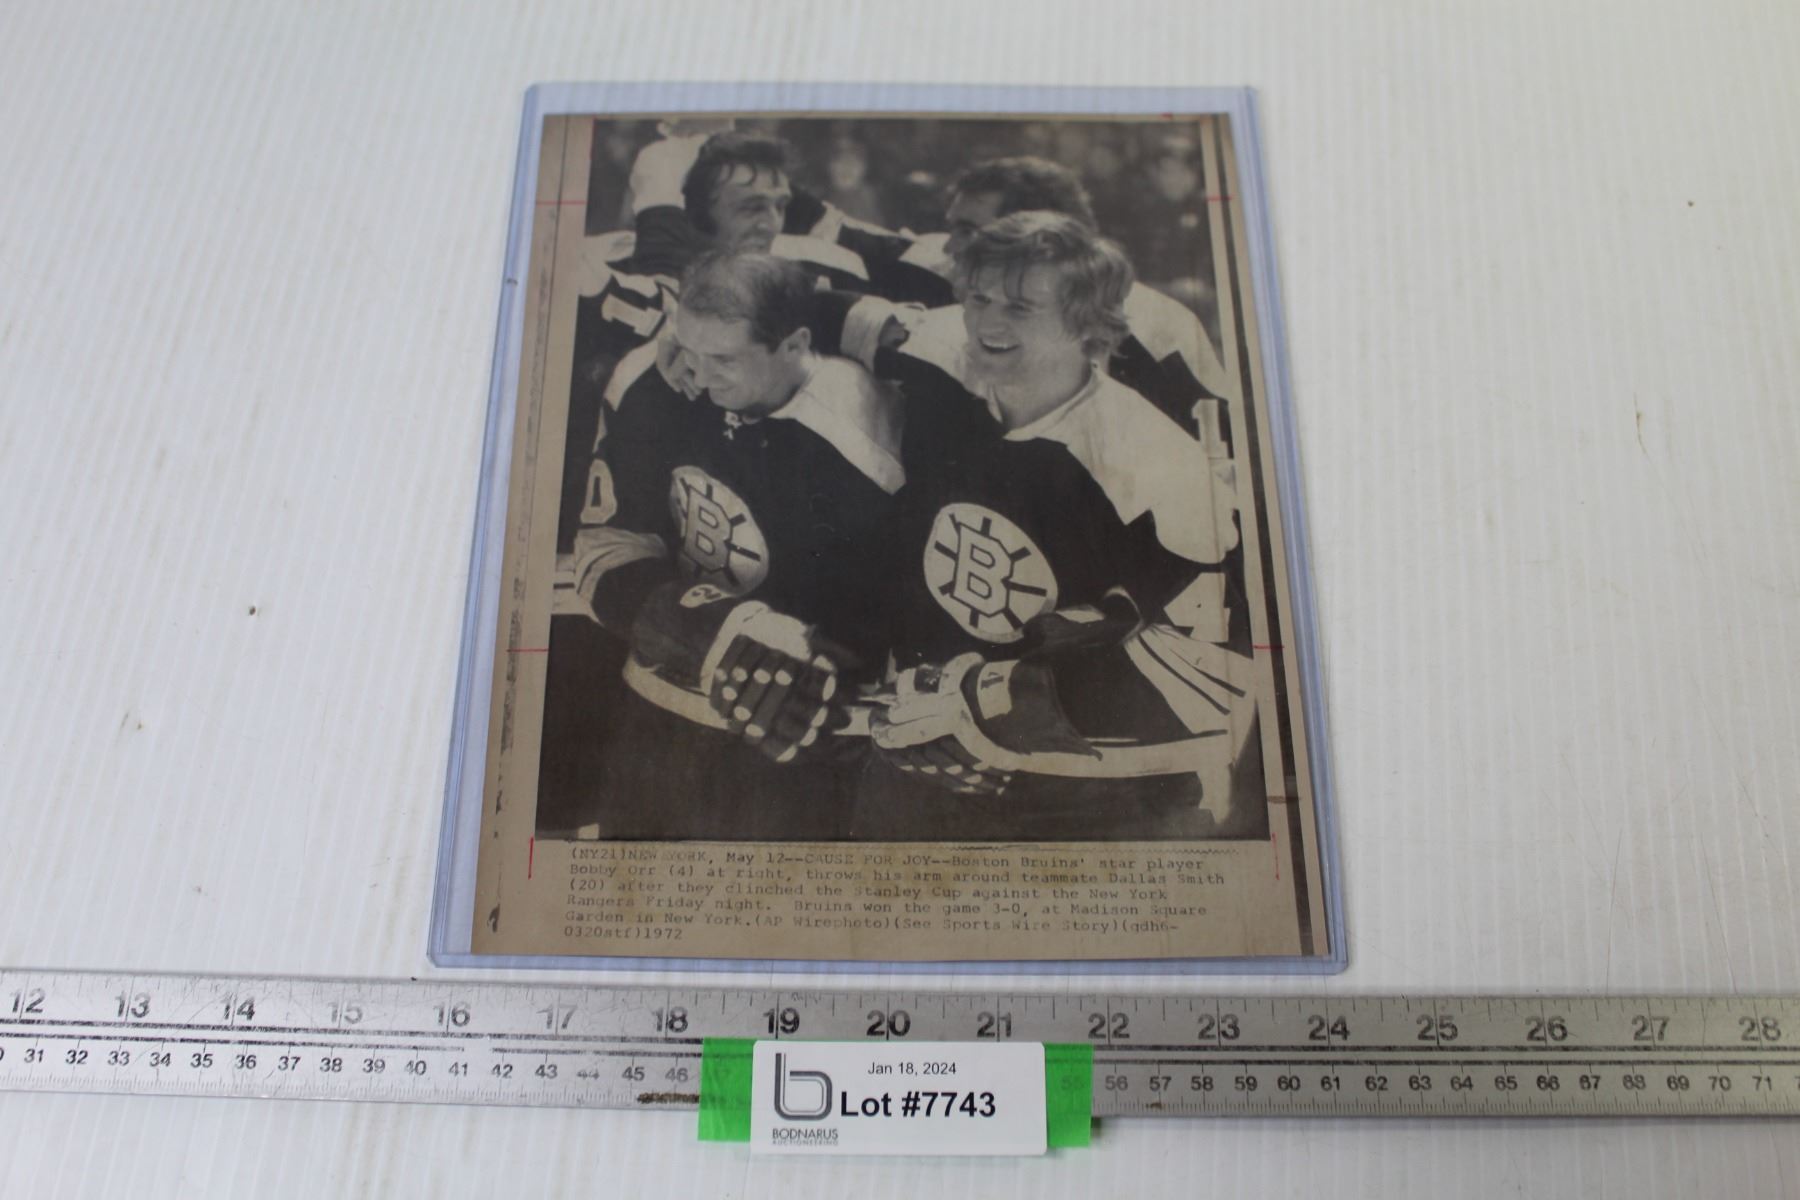 B
B
(NY21)NEW YORK, May 12--CAUSE FOR JOY--Boston Bruins' star player
Bobby Orr (4) at right, throws his arm around teammate Dallas Smith
(20) after they clinched the Stanley Cup against the New York
Rangers Friday night. Bruins won the game 3-0, at Madison Square
Garden in New York.(AP Wirephoto)(See Sports Wire Story)(gdh6-
0320stf)1972
12 13 14 15 16 17 18 19 20 21 22 23 24 25 26 27 28
31 32 33 34 35 36 37 38 39 40 41 42 43 44 45 46 56 57 58 59 60 61 62 63 64 65 66 67 68 69 70 71
Jan 18, 2024
Lot #7743
BODNARUS
AUCTIONEERING